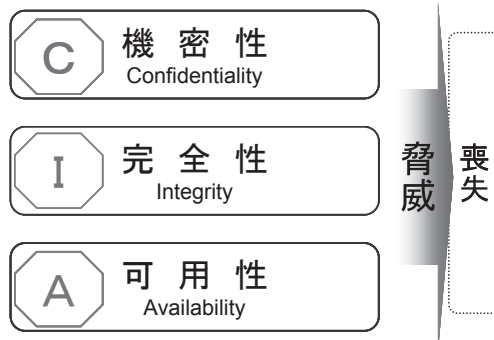 C
機密性
Confidentiality
I
完全性
Integrity
A
可用性
Availability
脅威
喪失